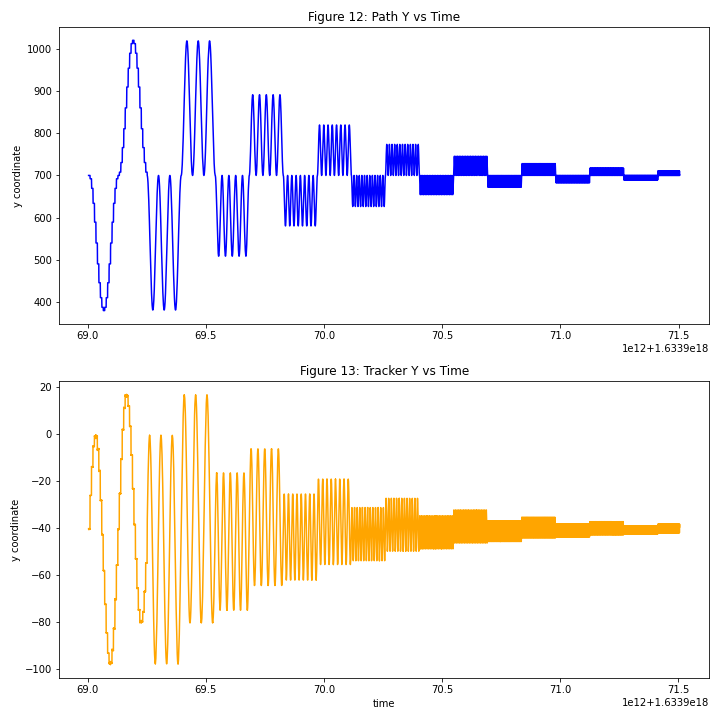 Figure 12: Path Y vs Time
1000
900
800
700
600
500
400
y coordinate
69.0 69.5 70.0 70.5 71.0 71.5
1e12+1.6339e18
Figure 13: Tracker Y vs Time
20
0
−20
−40
−60
−80
−100
y coordinate
69.0 69.5 70.0 70.5 71.0 71.5
time
1e12+1.6339e18